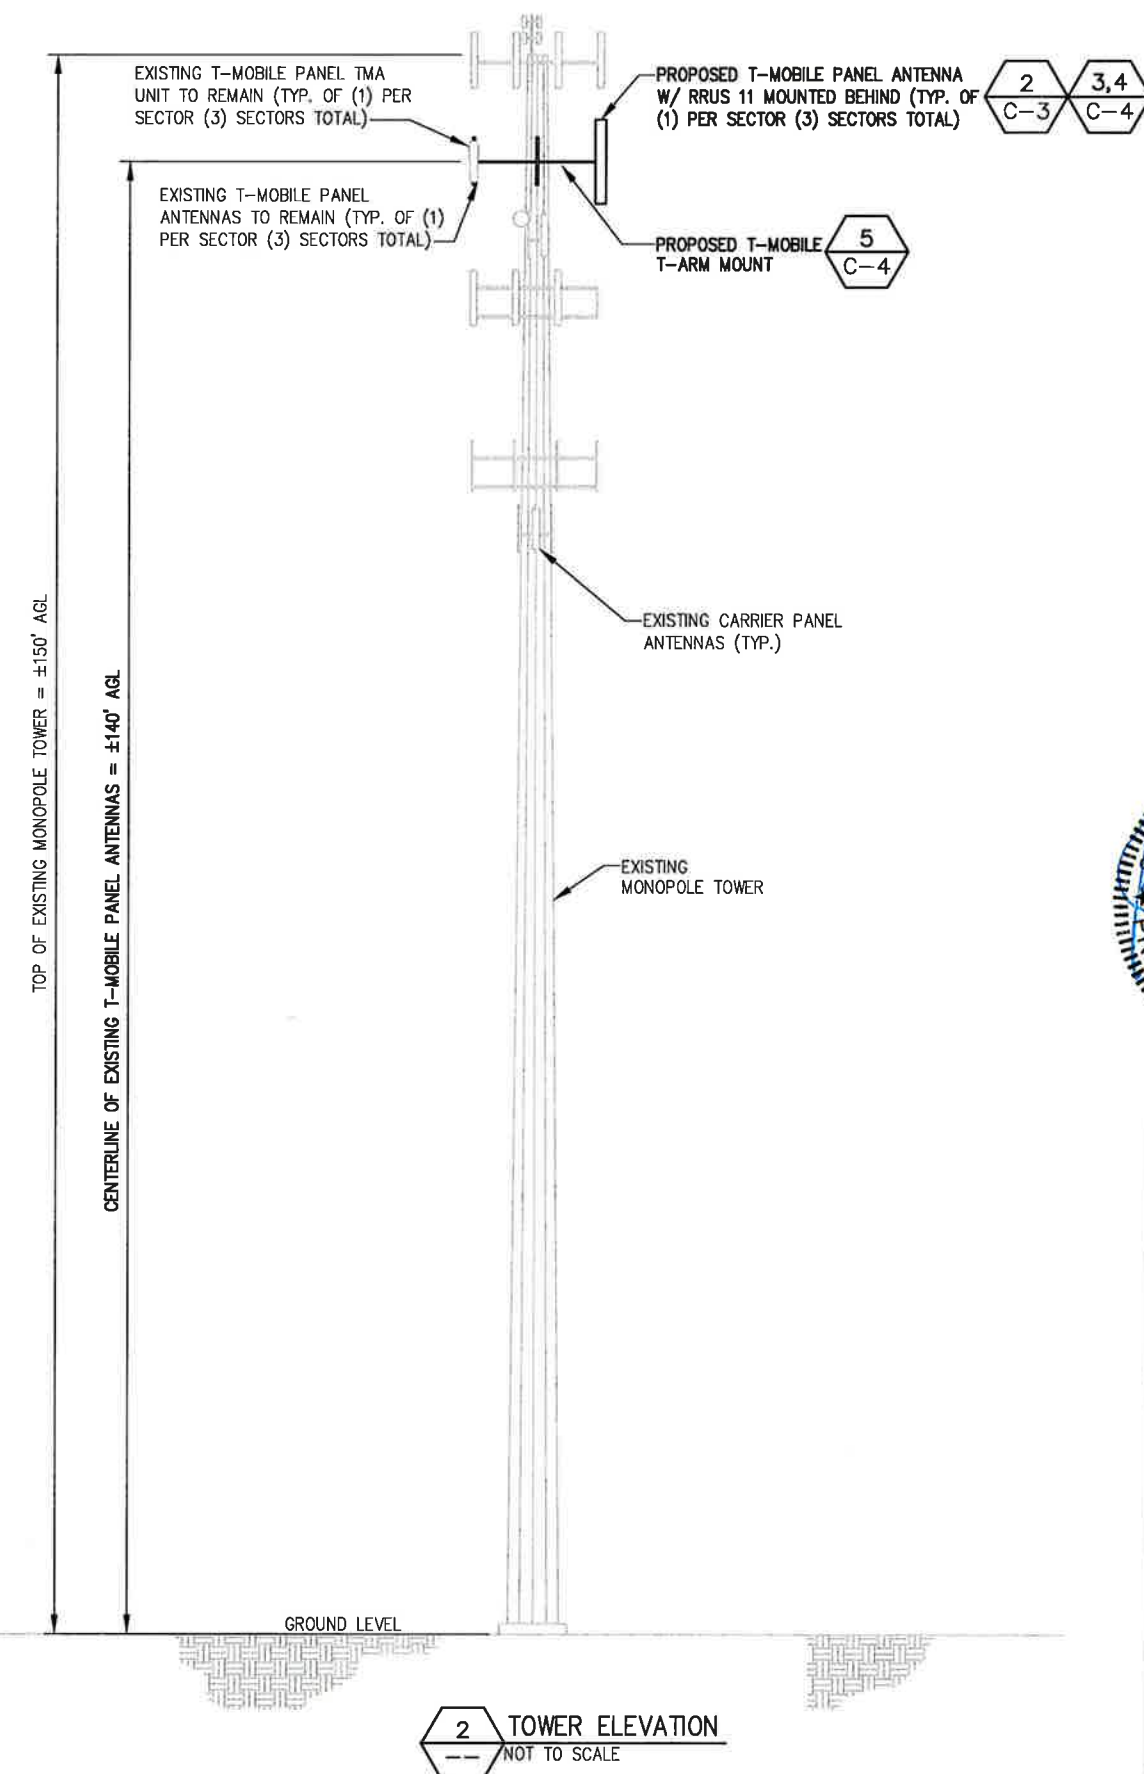 EXISTING T-MOBILE PANEL TMA
UNIT TO REMAIN (TYP. OF (1) PER
SECTOR (3) SECTORS TOTAL)
PROPOSED T-MOBILE PANEL ANTENNA
W/ RRUS 11 MOUNTED BEHIND (TYP. OF
(1) PER SECTOR (3) SECTORS TOTAL)
2
C-3
3,4
C-4
EXISTING T-MOBILE PANEL
ANTENNAS TO REMAIN (TYP. OF (1)
PER SECTOR (3) SECTORS TOTAL)
PROPOSED T-MOBILE
T-ARM MOUNT
5
C-4
EXISTING CARRIER PANEL
ANTENNAS (TYP.)
TOP OF EXISTING MONOPOLE TOWER = ±150' AGL
CENTERLINE OF EXISTING T-MOBILE PANEL ANTENNAS = ±140' AGL
EXISTING
MONOPOLE TOWER
GROUND LEVEL
2
--
TOWER ELEVATION
NOT TO SCALE